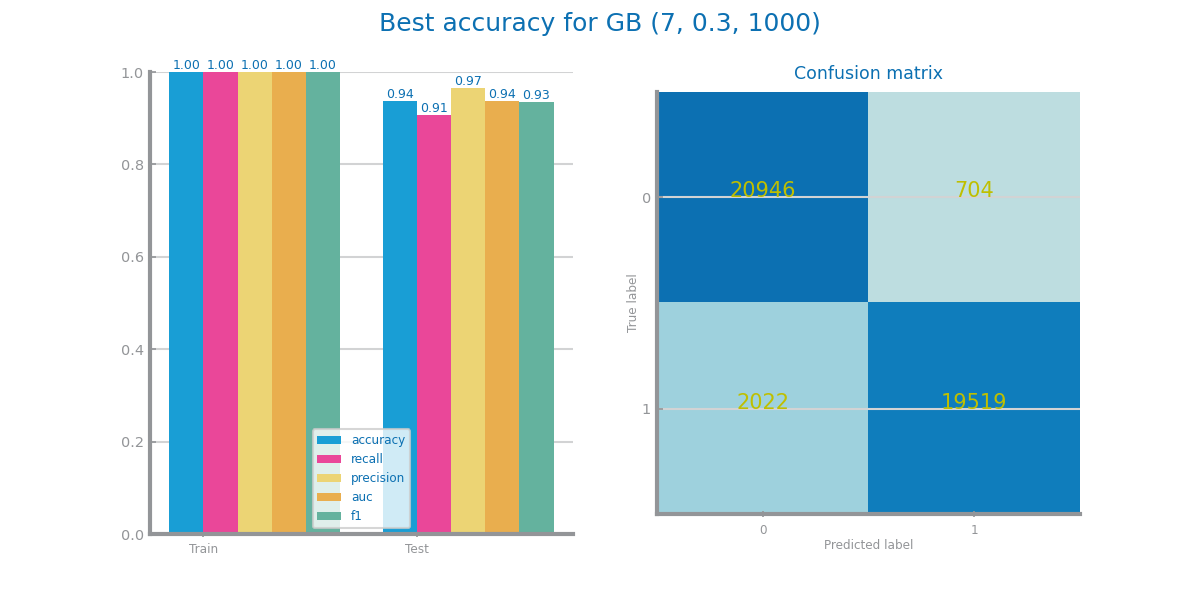 Best accuracy for GB (7, 0.3, 1000)
1.00 1.00 1.00 1.00 1.00
0.94 0.91 0.97 0.94 0.93
1.0
0.8
0.6
0.4
0.2
0.0
accuracy
recall
precision
auc
f1
Train Test
Confusion matrix
True label
0
20946 704
1
2022 19519
0 1
Predicted label